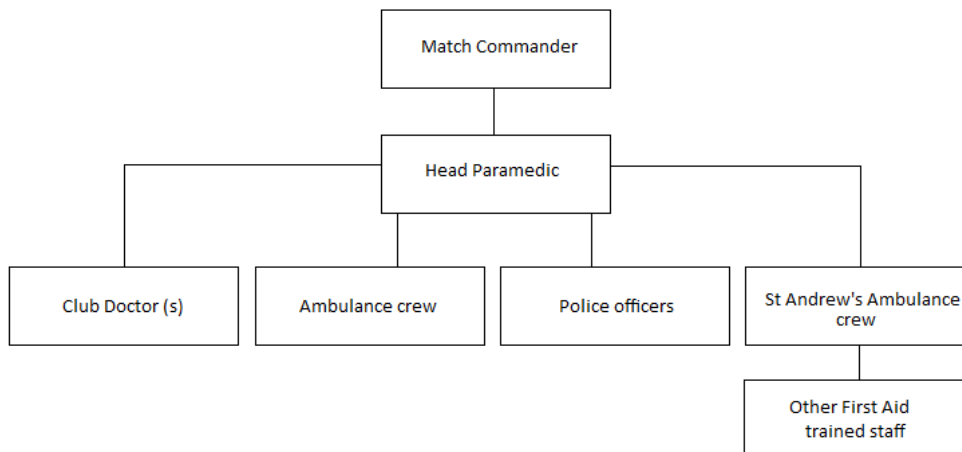 Match Commander
Head Paramedic
Club Doctor (s)
Ambulance crew
Police officers
St Andrew's Ambulance
crew
Other First Aid
trained staff